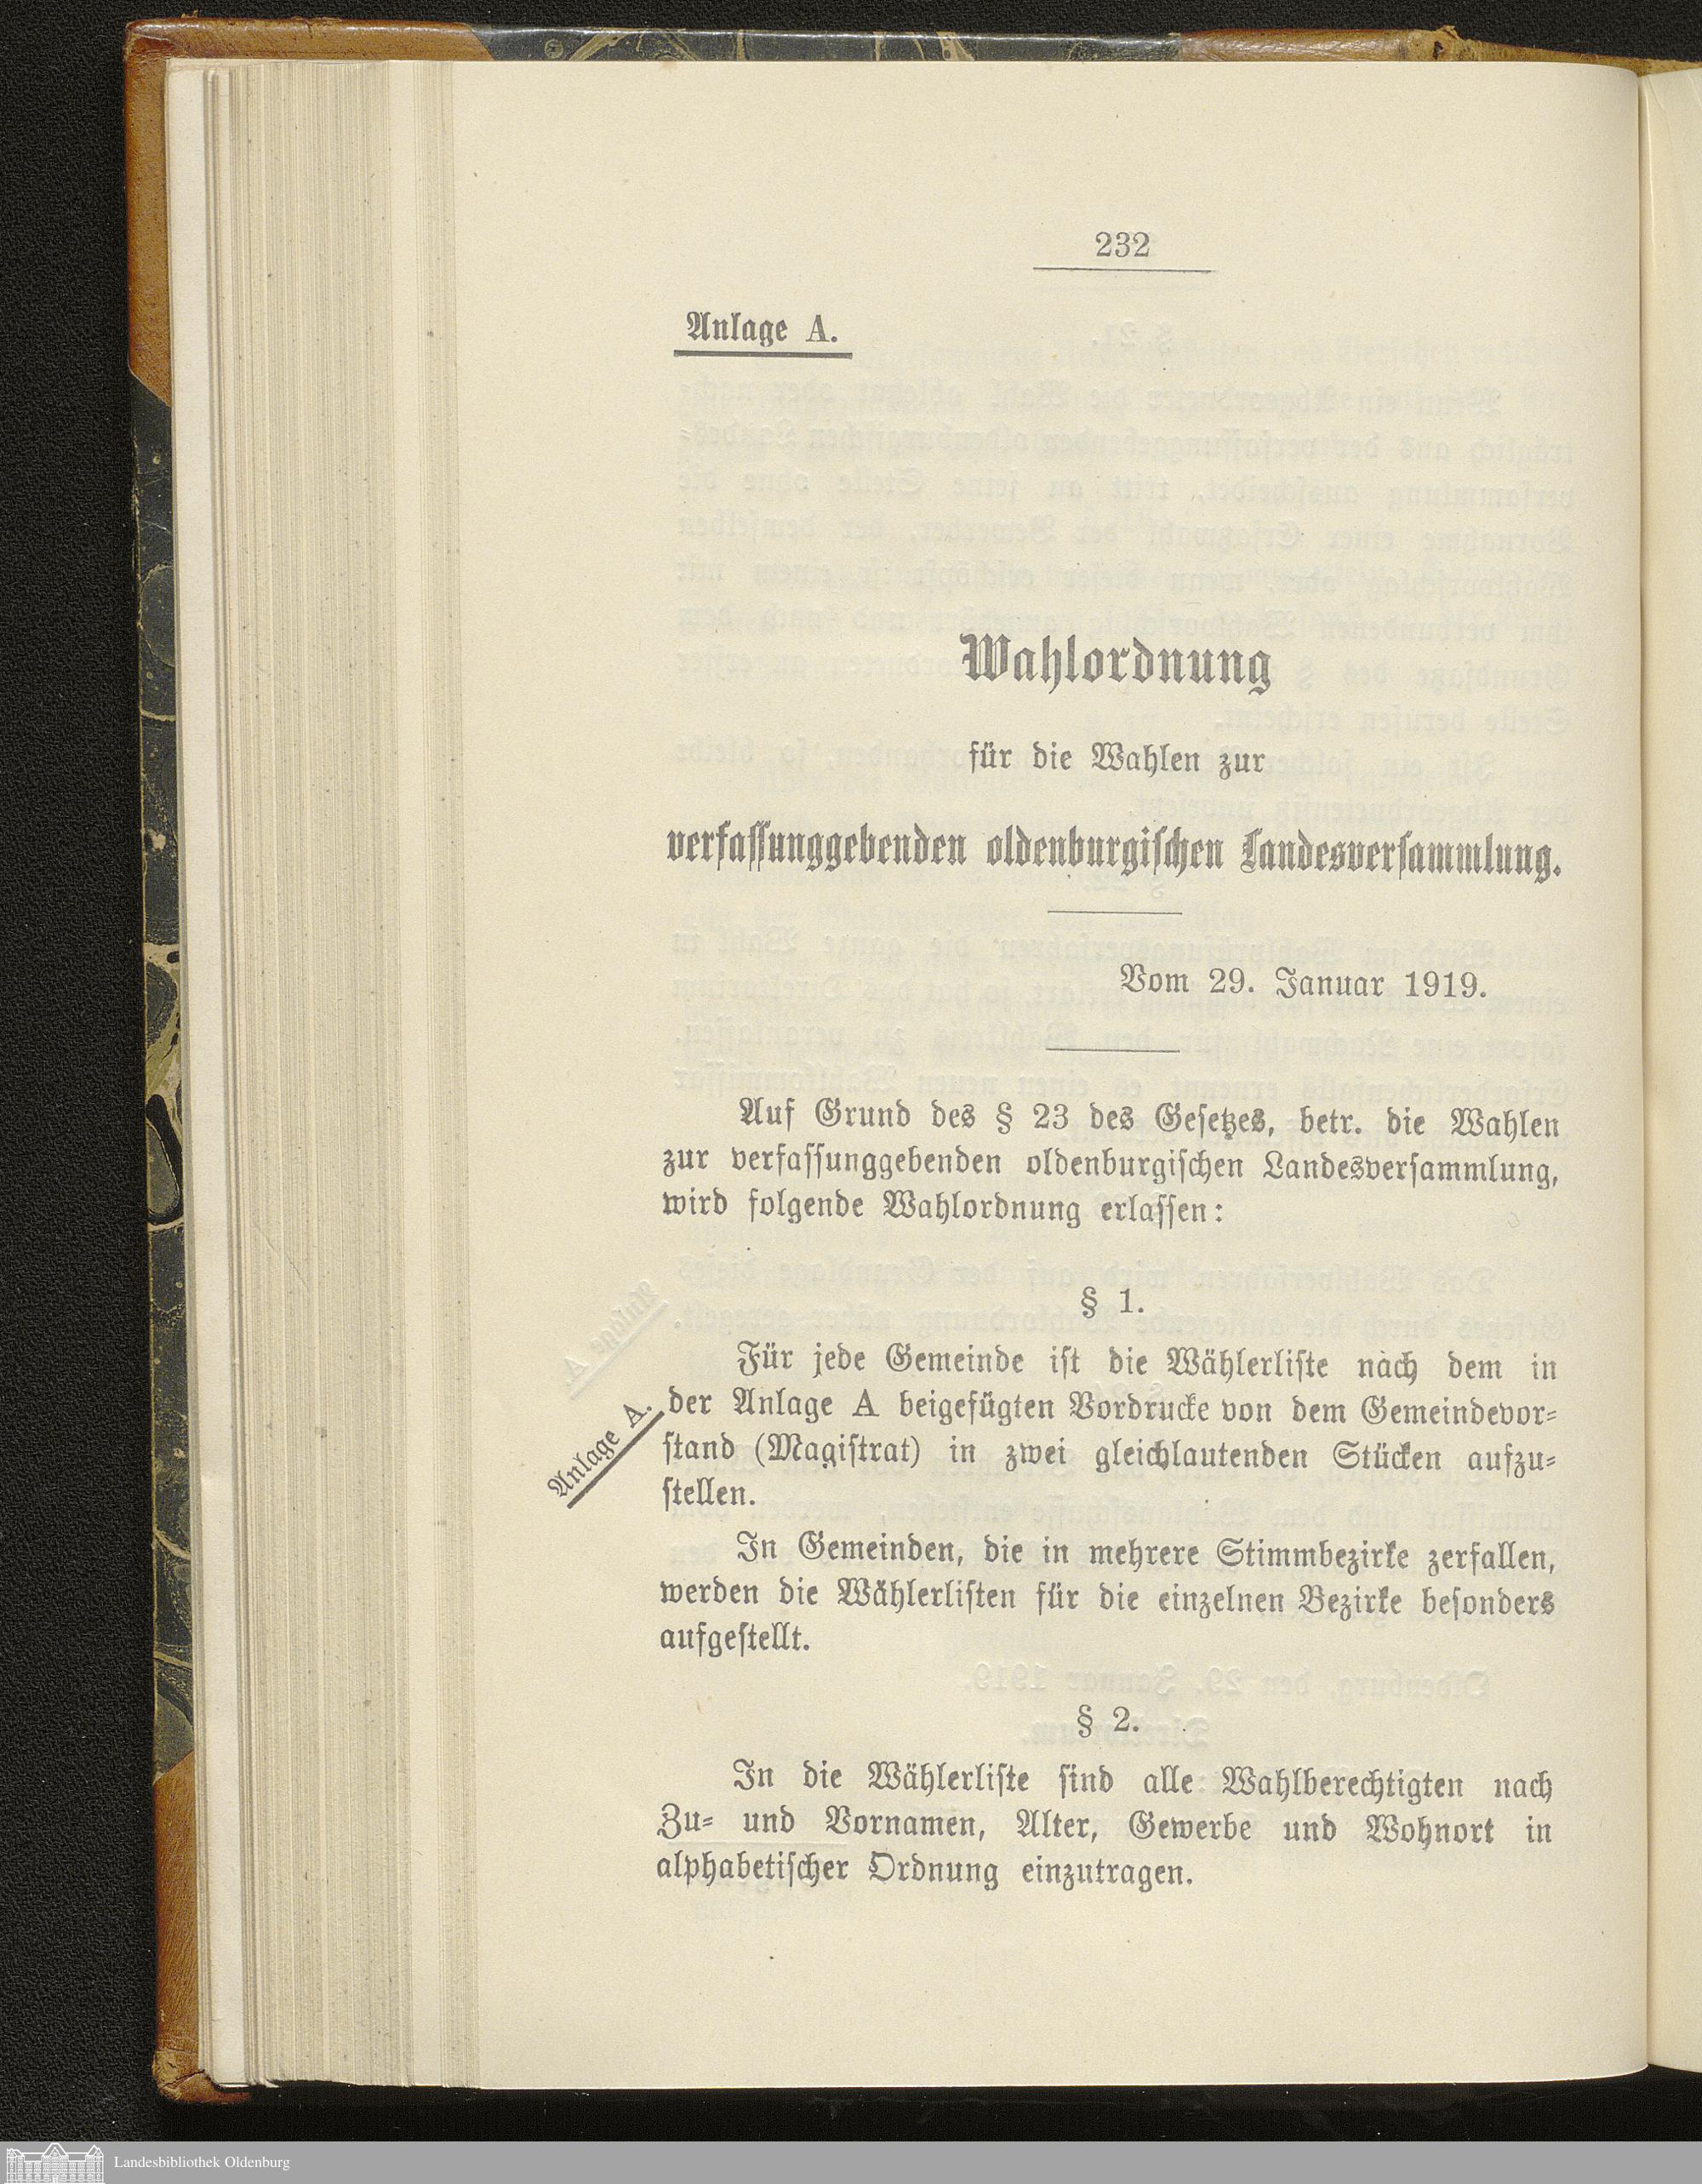 232
Anlage A.
Wahlordnung
für die Wahlen zur
verfassunggebenden oldenburgischen Landesversammlung.
Vom 29. Januar 1919.
Auf Grund des § 23 des Gesetzes, betr. die Wahlen
zur verfassunggebenden oldenburgischen Landesversammlung,
wird folgende Wahlordnung erlassen:
§ 1.
Für jede Gemeinde ist die Wählerliste nach dem in
Anlage A.
der Anlage A beigefügten Vordrucke von dem Gemeindevor-
stand (Magistrat) in zwei gleichlautenden Stücken aufzu-
stellen.
In Gemeinden, die in mehrere Stimmbezirke zerfallen,
werden die Wählerlisten für die einzelnen Bezirke besonders
aufgestellt.
§ 2.
In die Wählerliste sind alle Wahlberechtigten nach
Zu- und Vornamen, Alter, Gewerbe und Wohnort in
alphabetischer Ordnung einzutragen.
Landesbibliothek Oldenburg